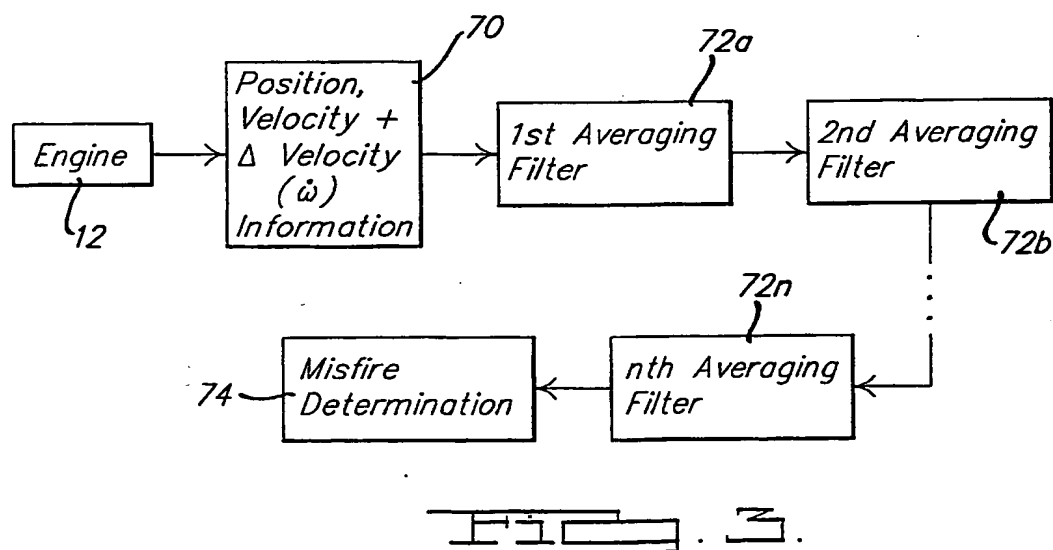 70
72a
Position,
Velocity +
Δ Velocity
(ω̇)
Information
Engine
12
1st Averaging
Filter
2nd Averaging
Filter
72b
72n
nth Averaging
Filter
Misfire
Determination
74
Fig. 3.